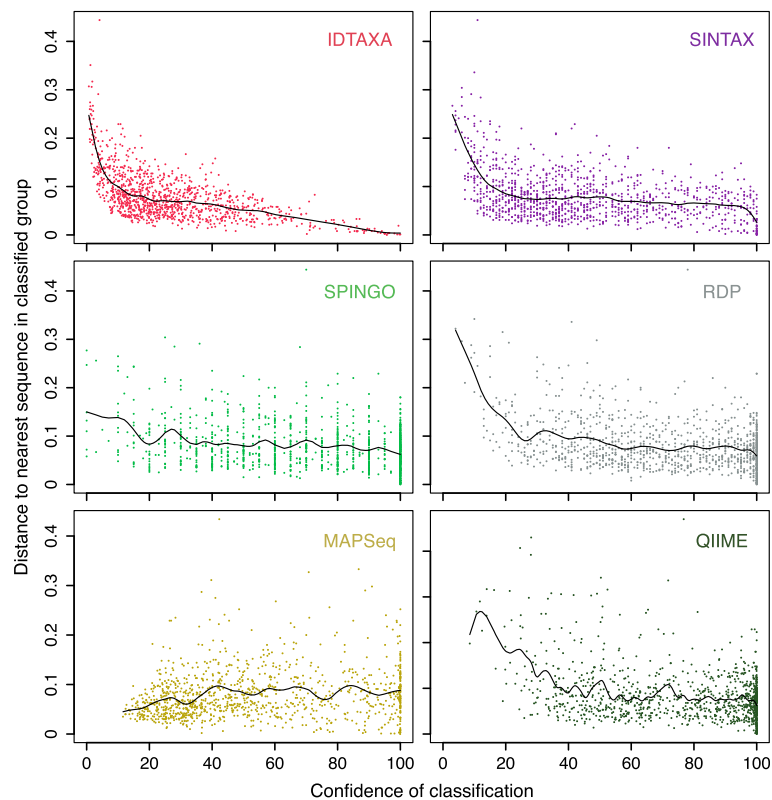 IDTAXA
SINTAX
0.4
0.3
0.2
0.1
0
SPINGO
RDP
0.4
0.3
0.2
0.1
0
MAPSeq
QIIME
0.4
0.3
0.2
0.1
0
Distance to nearest sequence in classified group
0 20 40 60 80 100
0 20 40 60 80 100
Confidence of classification